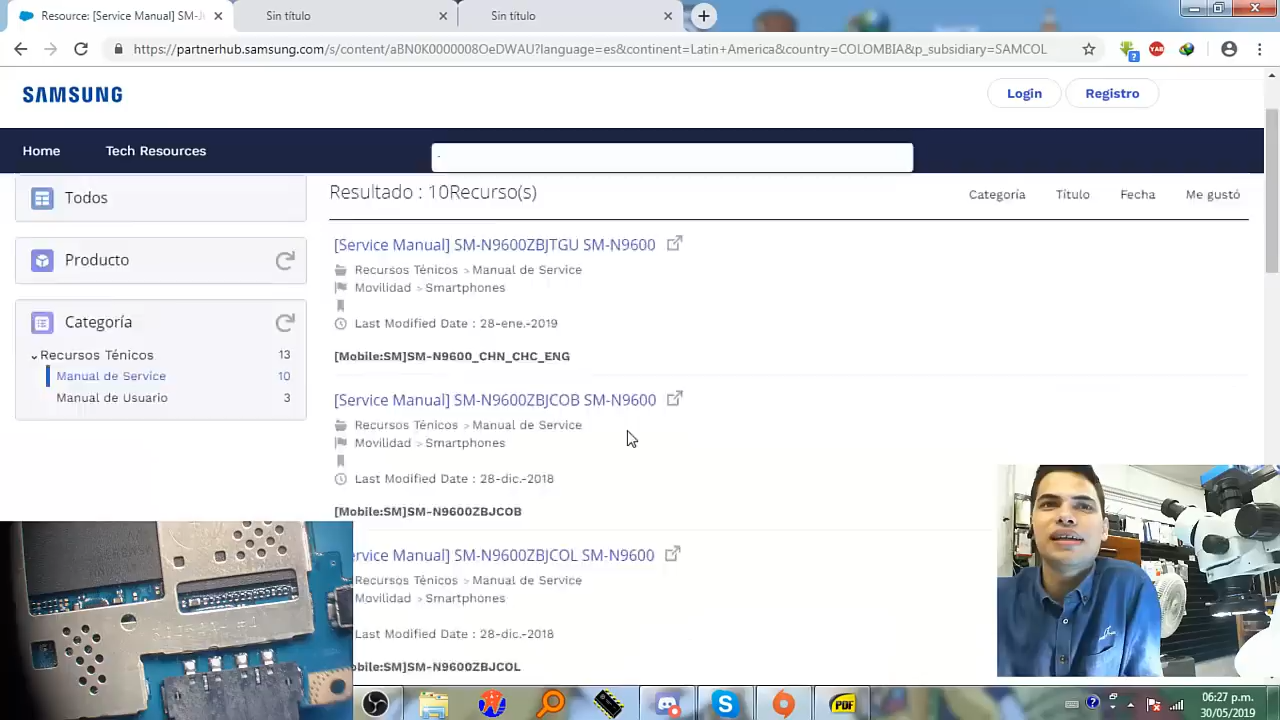 Resource: [Service Manual] SM-J
Sin título
Sin título
https://partnerhub.samsung.com/s/content/aBN0K0000008OeDWAU?language=es&continent=Latin+America&country=COLOMBIA&p_subsidiary=SAMCOL
SAMSUNG
Login
Registro
Home
Tech Resources
Todos
Producto
Categoría
Recursos Ténicos 13
Manual de Service 10
Manual de Usuario 3
Resultado : 10Recurso(s)
Categoría
Título
Fecha
Me gustó
[Service Manual] SM-N9600ZBJTGU SM-N9600
Recursos Ténicos > Manual de Service
Movilidad > Smartphones
Last Modified Date : 28-ene.-2019
[Mobile:SM]SM-N9600_CHN_CHC_ENG
[Service Manual] SM-N9600ZBJCOB SM-N9600
Recursos Ténicos > Manual de Service
Movilidad > Smartphones
Last Modified Date : 28-dic.-2018
[Mobile:SM]SM-N9600ZBJCOB
ervice Manual] SM-N9600ZBJCOL SM-N9600
Recursos Ténicos > Manual de Service
Movilidad > Smartphones
Last Modified Date : 28-dic.-2018
obile:SM]SM-N9600ZBJCOL
PDF
06:27 p.m.
30/05/2019